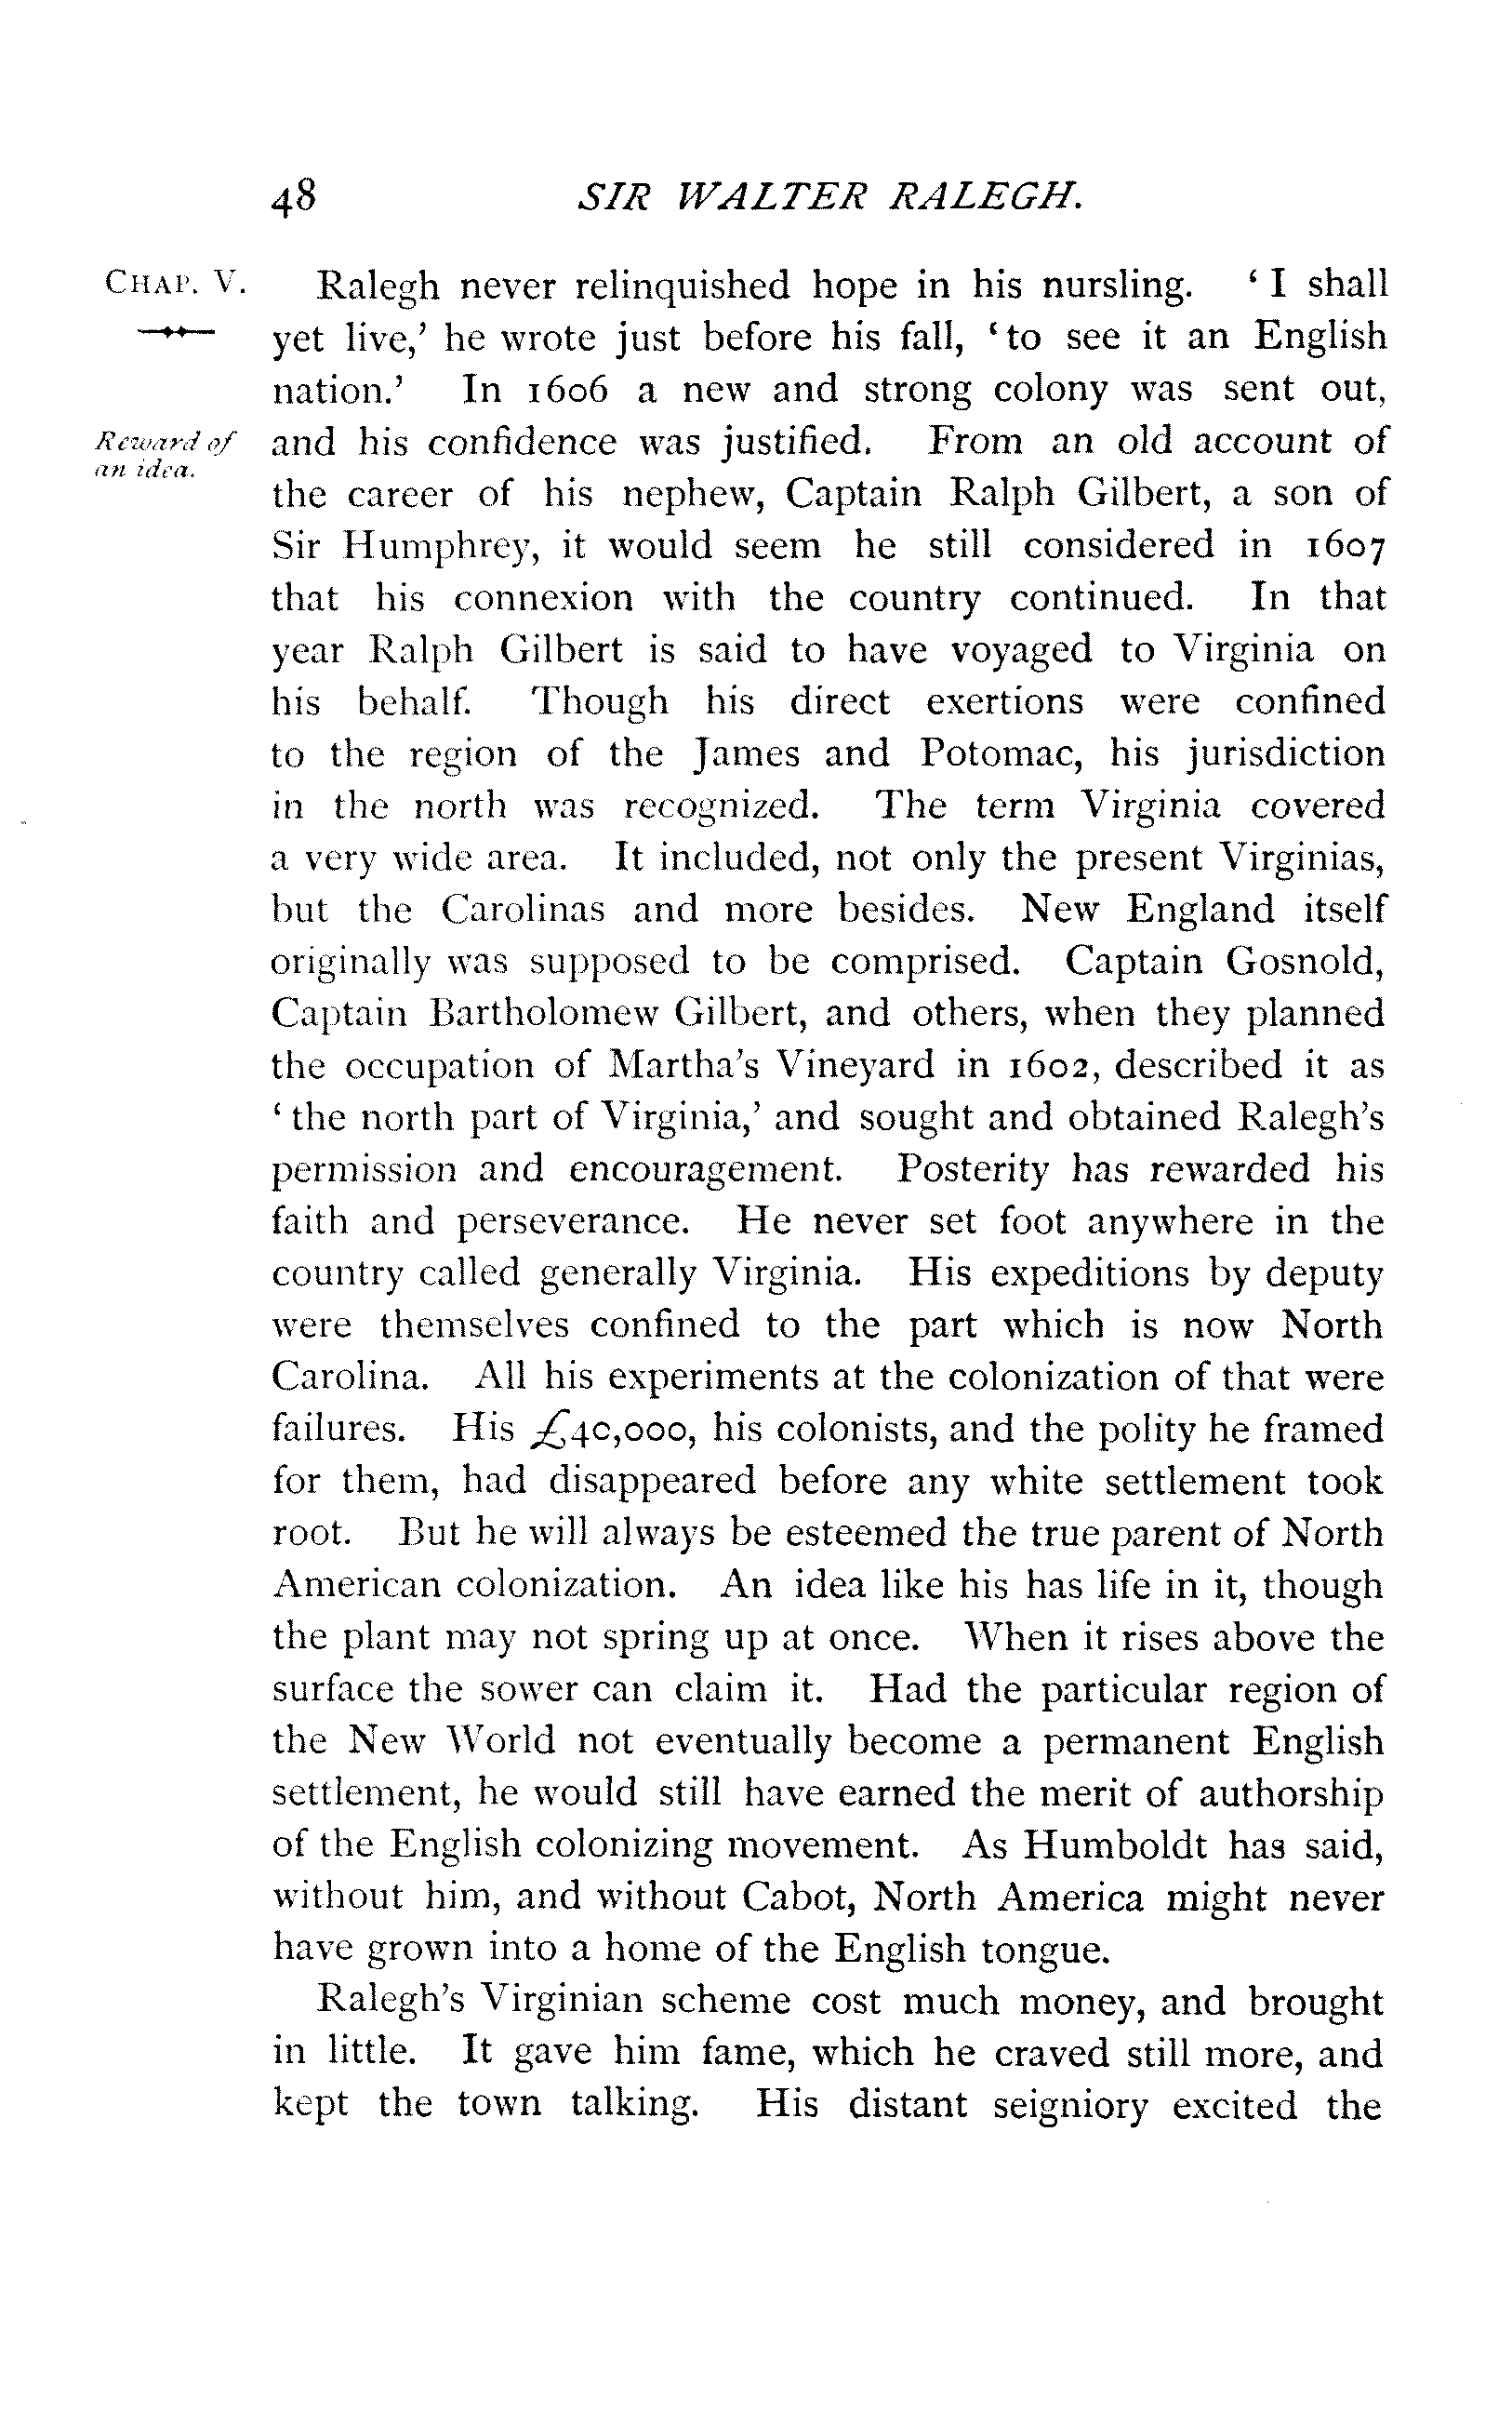 48 SIR WALTER RALEGH.
CHAP. V.
Ralegh never relinquished hope in his nursling. ‘I shall
yet live,’ he wrote just before his fall, ‘to see it an English
nation.’ In 1606 a new and strong colony was sent out,
Reward of
an idea.
and his confidence was justified. From an old account of
the career of his nephew, Captain Ralph Gilbert, a son of
Sir Humphrey, it would seem he still considered in 1607
that his connexion with the country continued. In that
year Ralph Gilbert is said to have voyaged to Virginia on
his behalf. Though his direct exertions were confined
to the region of the James and Potomac, his jurisdiction
in the north was recognized. The term Virginia covered
a very wide area. It included, not only the present Virginias,
but the Carolinas and more besides. New England itself
originally was supposed to be comprised. Captain Gosnold,
Captain Bartholomew Gilbert, and others, when they planned
the occupation of Martha's Vineyard in 1602, described it as
‘the north part of Virginia,’ and sought and obtained Ralegh's
permission and encouragement. Posterity has rewarded his
faith and perseverance. He never set foot anywhere in the
country called generally Virginia. His expeditions by deputy
were themselves confined to the part which is now North
Carolina. All his experiments at the colonization of that were
failures. His £40,000, his colonists, and the polity he framed
for them, had disappeared before any white settlement took
root. But he will always be esteemed the true parent of North
American colonization. An idea like his has life in it, though
the plant may not spring up at once. When it rises above the
surface the sower can claim it. Had the particular region of
the New World not eventually become a permanent English
settlement, he would still have earned the merit of authorship
of the English colonizing movement. As Humboldt has said,
without him, and without Cabot, North America might never
have grown into a home of the English tongue.
Ralegh's Virginian scheme cost much money, and brought
in little. It gave him fame, which he craved still more, and
kept the town talking. His distant seigniory excited the